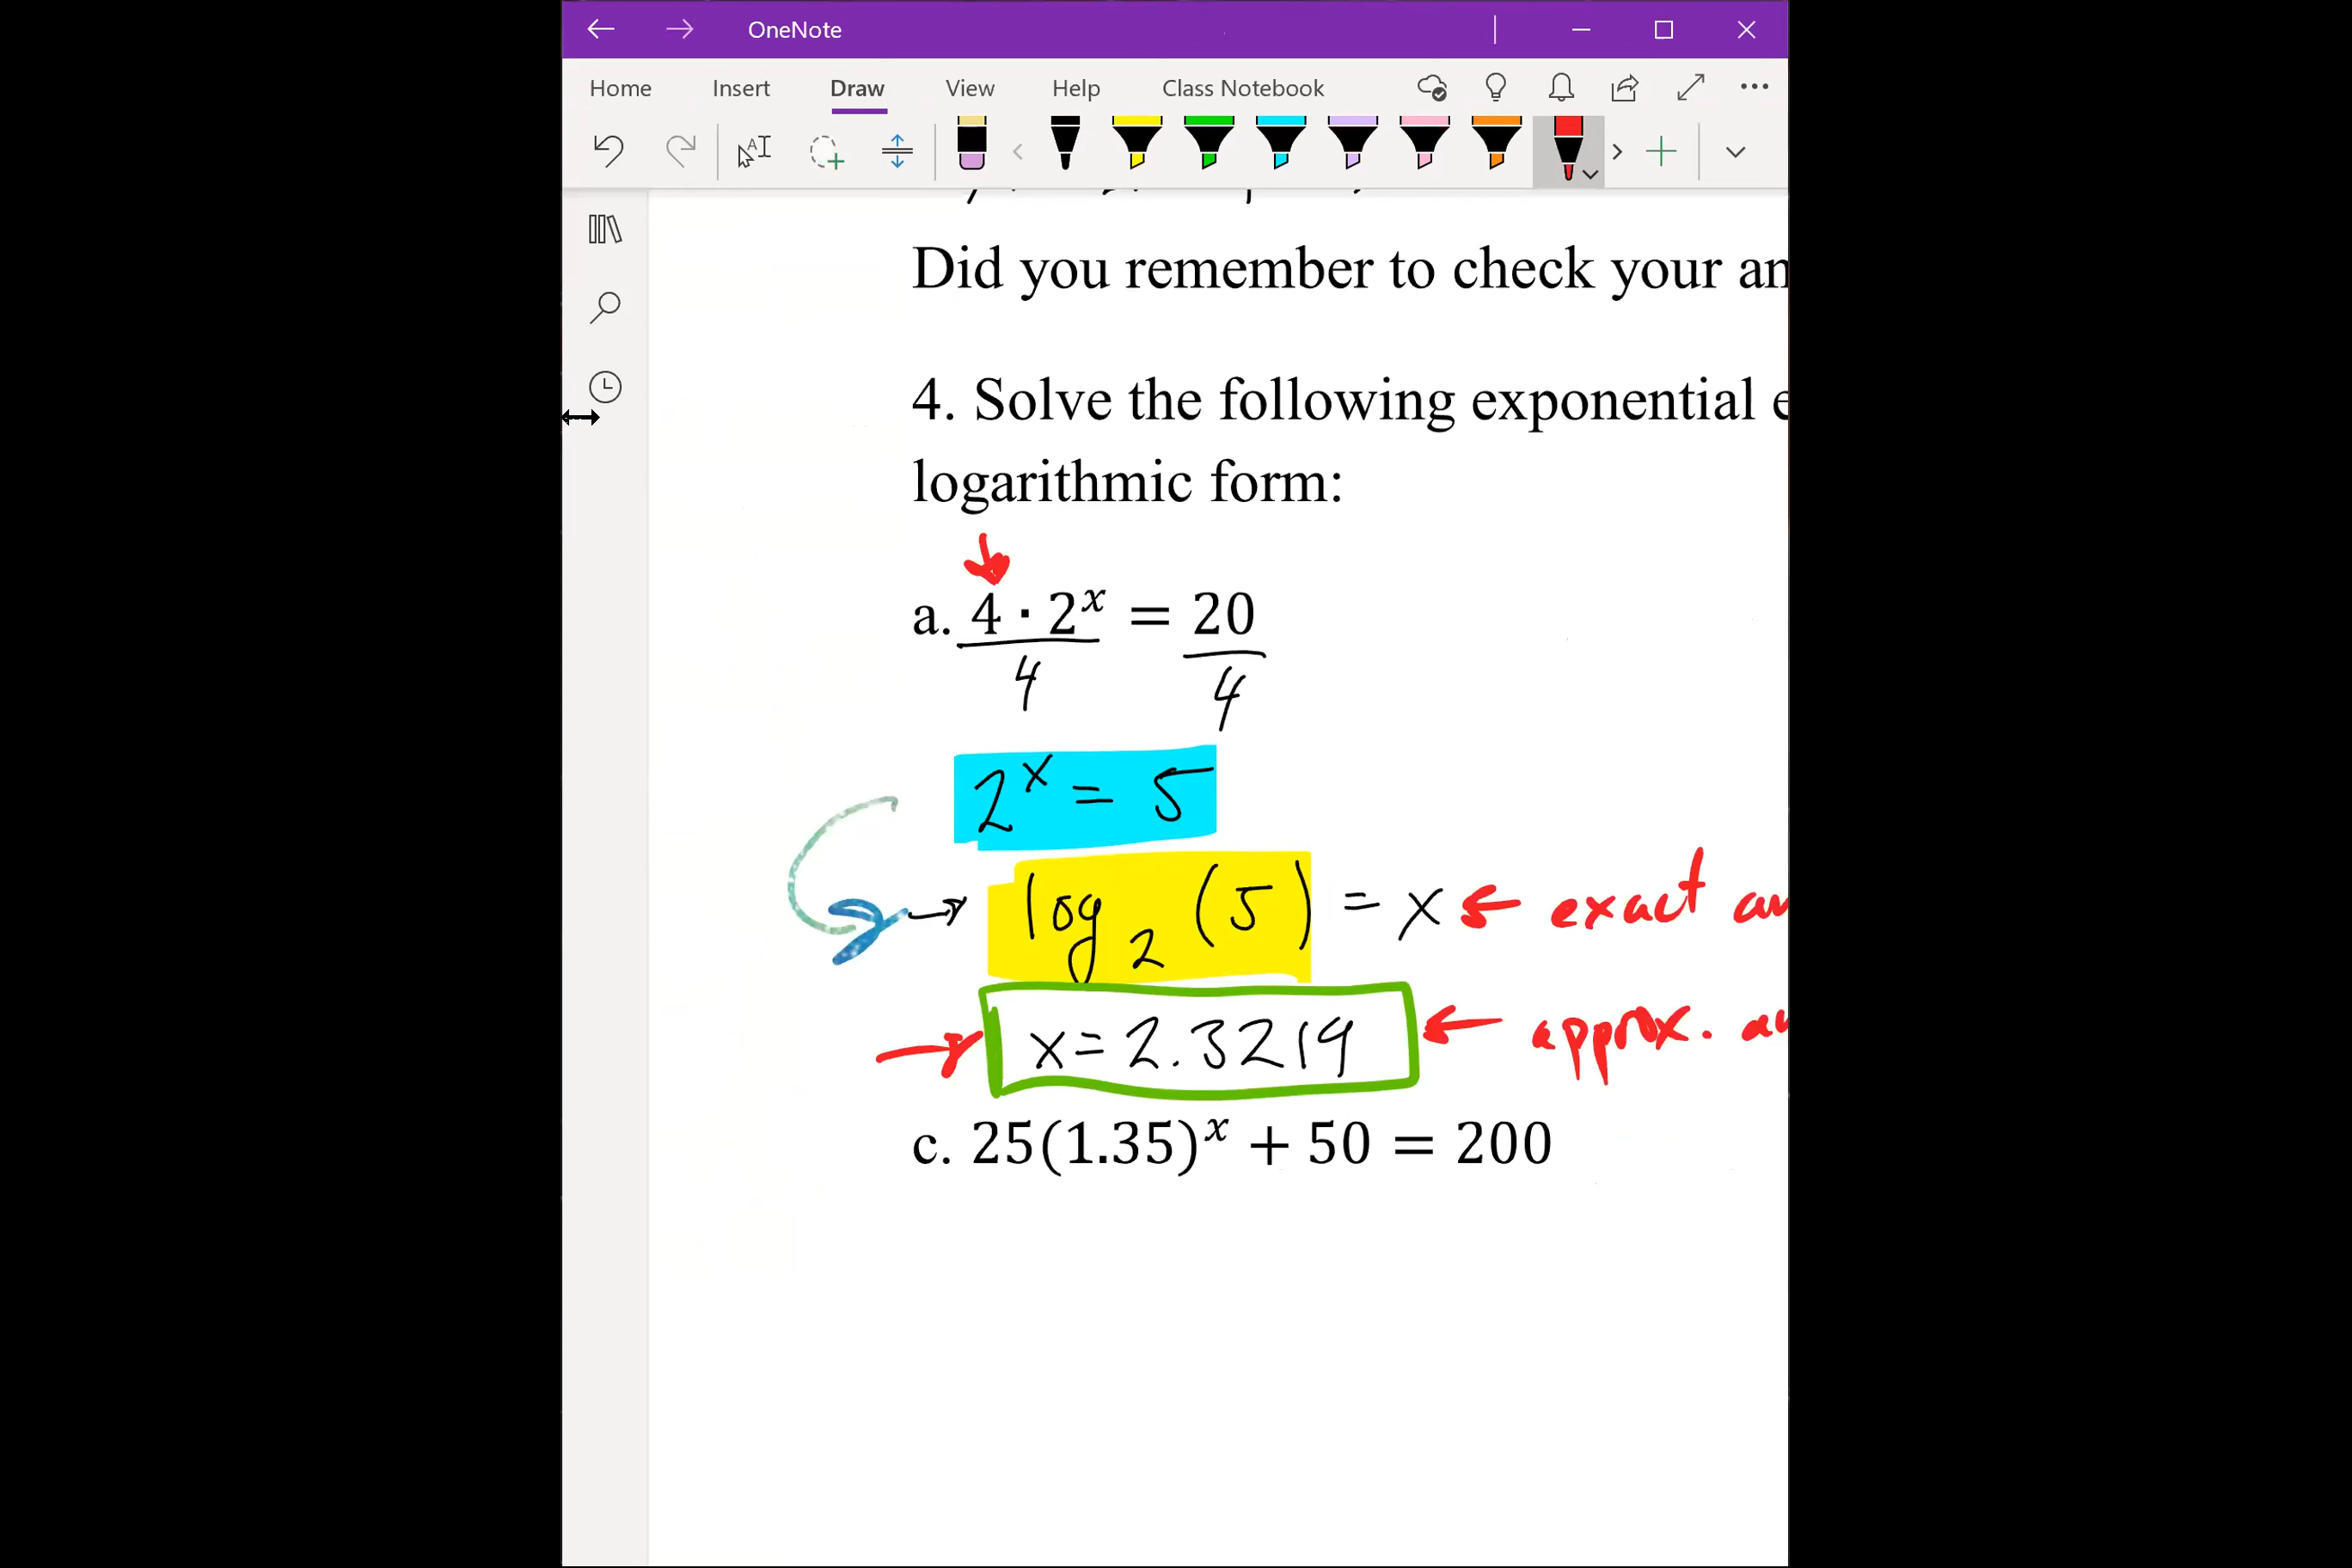 OneNote
Home Insert Draw View Help Class Notebook
Did you remember to check your an
4. Solve the following exponential e
logarithmic form:
a. 4 · 2ˣ = 20
4 4
2ˣ = 5
log₂ (5) = x ← exact
x = 2.3219 ← approx.
c. 25(1.35)ˣ + 50 = 200